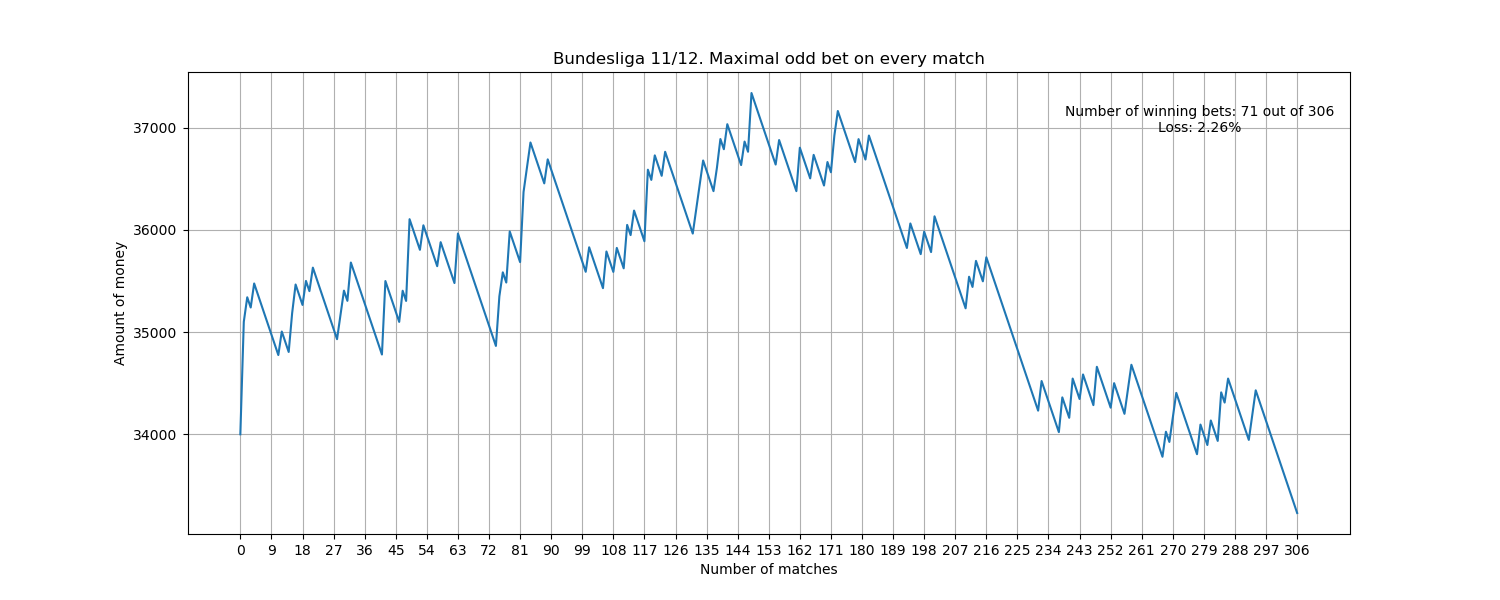 Bundesliga 11/12. Maximal odd bet on every match
Number of winning bets: 71 out of 306
Loss: 2.26%
Amount of money
37000
36000
35000
34000
0 9 18 27 36 45 54 63 72 81 90 99 108 117 126 135 144 153 162 171 180 189 198 207 216 225 234 243 252 261 270 279 288 297 306
Number of matches